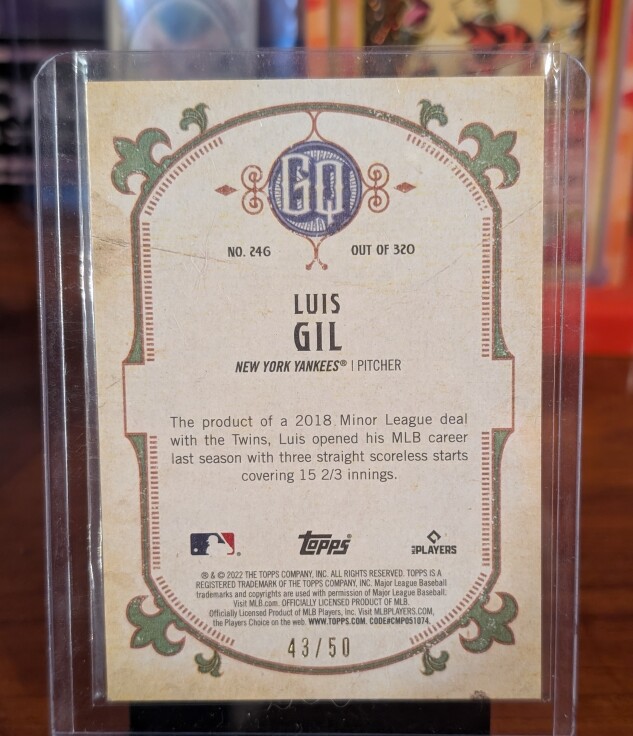 GQ
NO. 246 OUT OF 320
LUIS
GIL
NEW YORK YANKEES® | PITCHER
The product of a 2018 Minor League deal
with the Twins, Luis opened his MLB career
last season with three straight scoreless starts
covering 15 2/3 innings.
topps® MLB PLAYERS
® & © 2022 THE TOPPS COMPANY, INC. ALL RIGHTS RESERVED. TOPPS IS A
REGISTERED TRADEMARK OF THE TOPPS COMPANY, INC. Major League Baseball
trademarks and copyrights are used with permission of Major League Baseball.
Visit MLB.com. OFFICIALLY LICENSED PRODUCT OF MLB.
Officially Licensed Product of MLB Players, Inc. Visit MLBPLAYERS.COM,
the Players Choice on the web. WWW.TOPPS.COM. CODE#CMP051074.
43/50